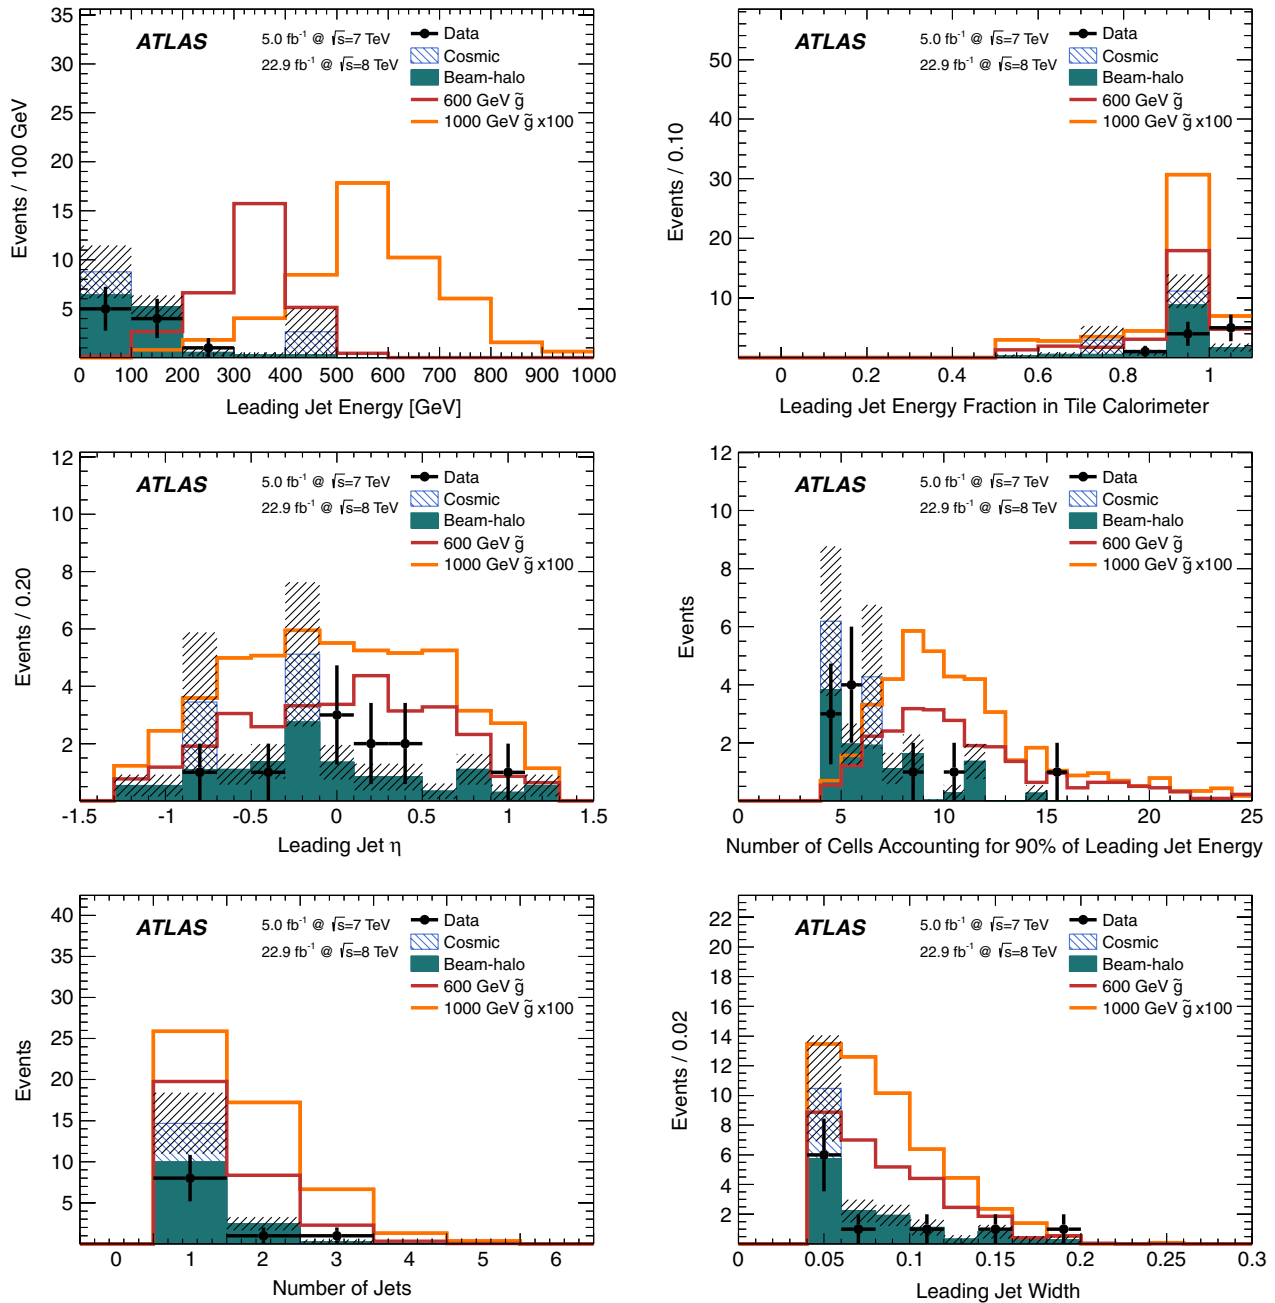 ATLAS
5.0 fb⁻¹ @ √s=7 TeV
22.9 fb⁻¹ @ √s=8 TeV
Data
Cosmic
Beam-halo
600 GeV g̃
1000 GeV g̃ x100
Events / 100 GeV
35
30
25
20
15
10
5
0 100 200 300 400 500 600 700 800 900 1000
Leading Jet Energy [GeV]
ATLAS
5.0 fb⁻¹ @ √s=7 TeV
22.9 fb⁻¹ @ √s=8 TeV
Data
Cosmic
Beam-halo
600 GeV g̃
1000 GeV g̃ x100
Events / 0.10
50
40
30
20
10
0 0.2 0.4 0.6 0.8 1
Leading Jet Energy Fraction in Tile Calorimeter
ATLAS
5.0 fb⁻¹ @ √s=7 TeV
22.9 fb⁻¹ @ √s=8 TeV
Data
Cosmic
Beam-halo
600 GeV g̃
1000 GeV g̃ x100
Events / 0.20
12
10
8
6
4
2
-1.5 -1 -0.5 0 0.5 1 1.5
Leading Jet η
ATLAS
5.0 fb⁻¹ @ √s=7 TeV
22.9 fb⁻¹ @ √s=8 TeV
Data
Cosmic
Beam-halo
600 GeV g̃
1000 GeV g̃ x100
Events
12
10
8
6
4
2
0 5 10 15 20 25
Number of Cells Accounting for 90% of Leading Jet Energy
ATLAS
5.0 fb⁻¹ @ √s=7 TeV
22.9 fb⁻¹ @ √s=8 TeV
Data
Cosmic
Beam-halo
600 GeV g̃
1000 GeV g̃ x100
Events
40
35
30
25
20
15
10
5
0 1 2 3 4 5 6
Number of Jets
ATLAS
5.0 fb⁻¹ @ √s=7 TeV
22.9 fb⁻¹ @ √s=8 TeV
Data
Cosmic
Beam-halo
600 GeV g̃
1000 GeV g̃ x100
Events / 0.02
22
20
18
16
14
12
10
8
6
4
2
0 0.05 0.1 0.15 0.2 0.25 0.3
Leading Jet Width